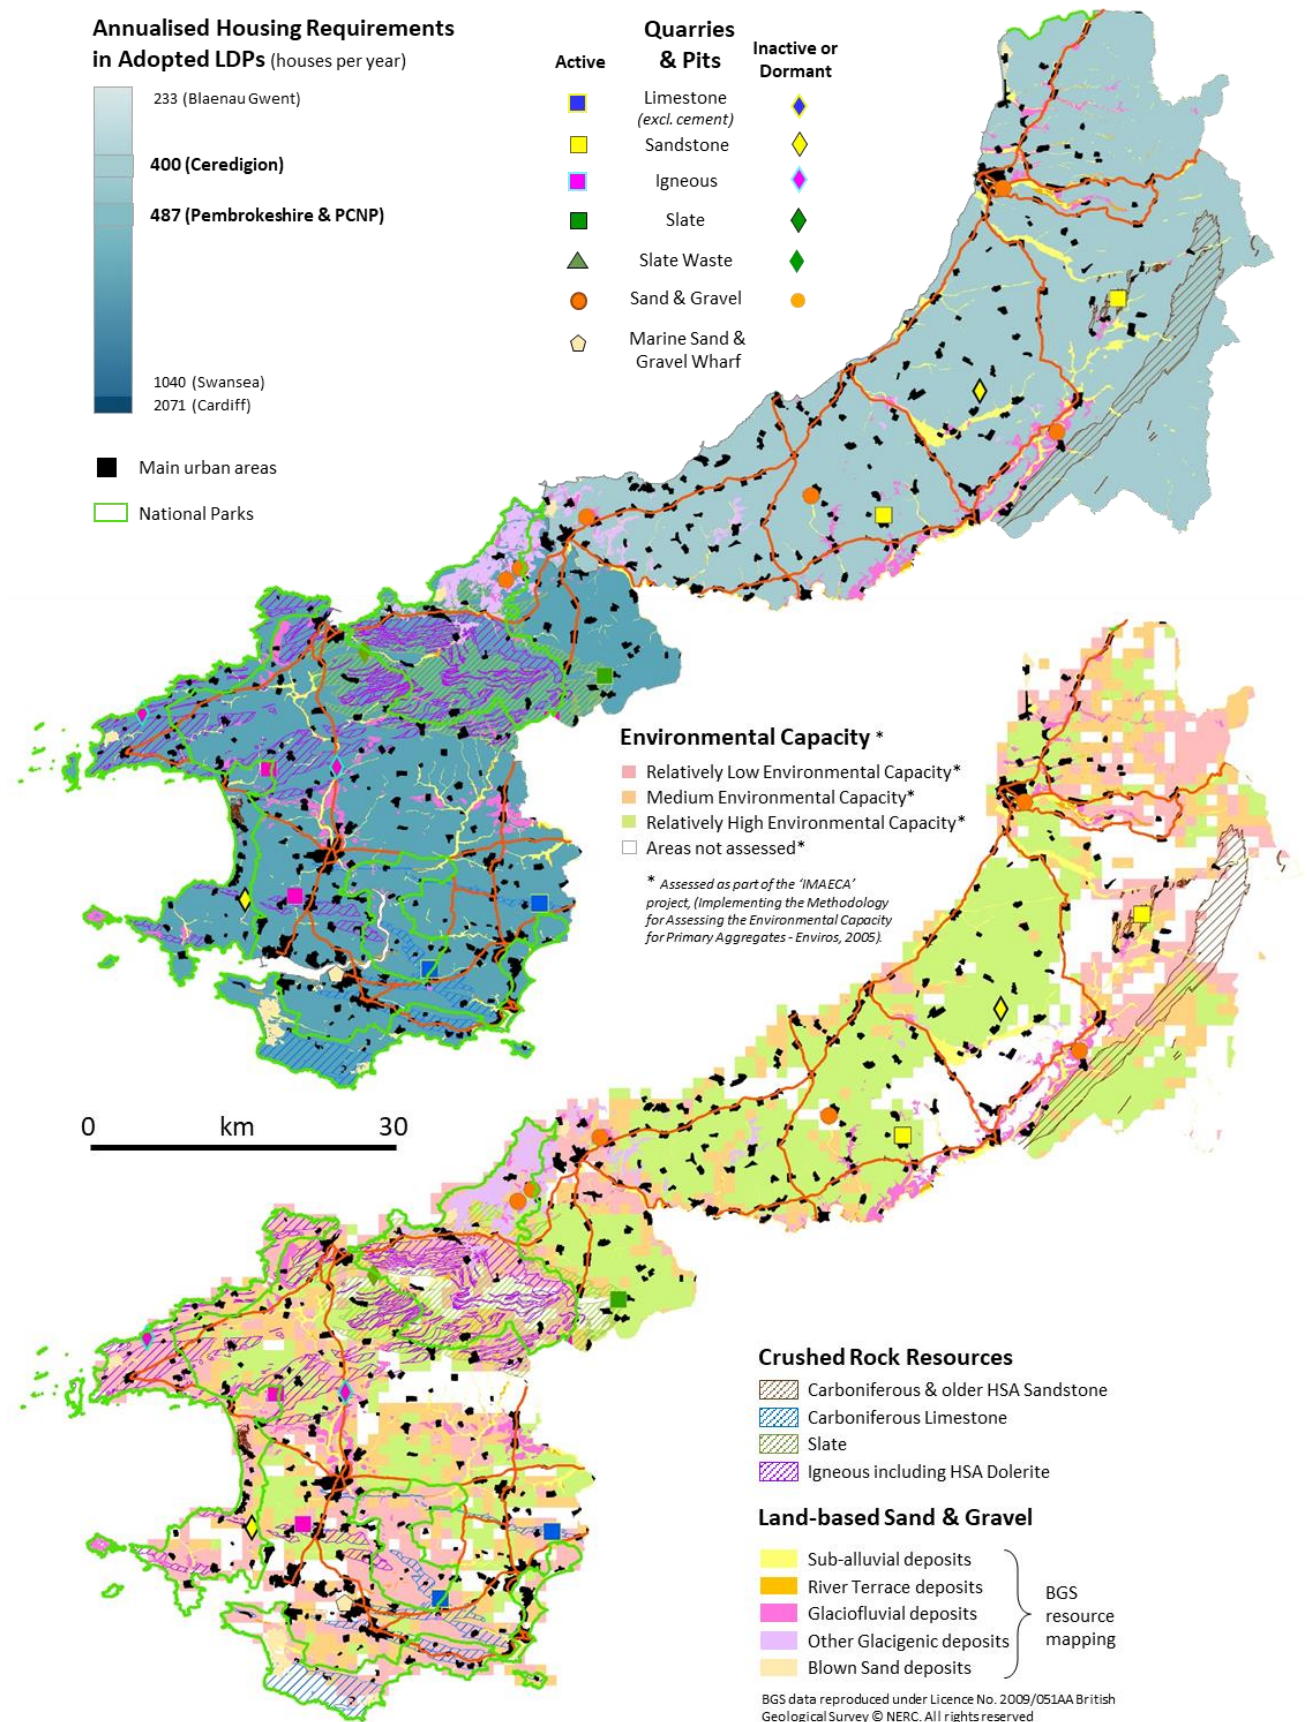 Annualised Housing Requirements
in Adopted LDPs (houses per year)
233 (Blaenau Gwent)
400 (Ceredigion)
487 (Pembrokeshire & PCNP)
1040 (Swansea)
2071 (Cardiff)
Main urban areas
National Parks
Quarries
& Pits
Active
Inactive or
Dormant
Limestone
(excl. cement)
Sandstone
Igneous
Slate
Slate Waste
Sand & Gravel
Marine Sand &
Gravel Wharf
Environmental Capacity *
Relatively Low Environmental Capacity*
Medium Environmental Capacity*
Relatively High Environmental Capacity*
Areas not assessed*
* Assessed as part of the ‘IMAECA’
project, (Implementing the Methodology
for Assessing the Environmental Capacity
for Primary Aggregates - Enviros, 2005).
0 km 30
Crushed Rock Resources
Carboniferous & older HSA Sandstone
Carboniferous Limestone
Slate
Igneous including HSA Dolerite
Land-based Sand & Gravel
Sub-alluvial deposits
River Terrace deposits
Glaciofluvial deposits
Other Glacigenic deposits
Blown Sand deposits
BGS
resource
mapping
BGS data reproduced under Licence No. 2009/051AA British
Geological Survey © NERC. All rights reserved